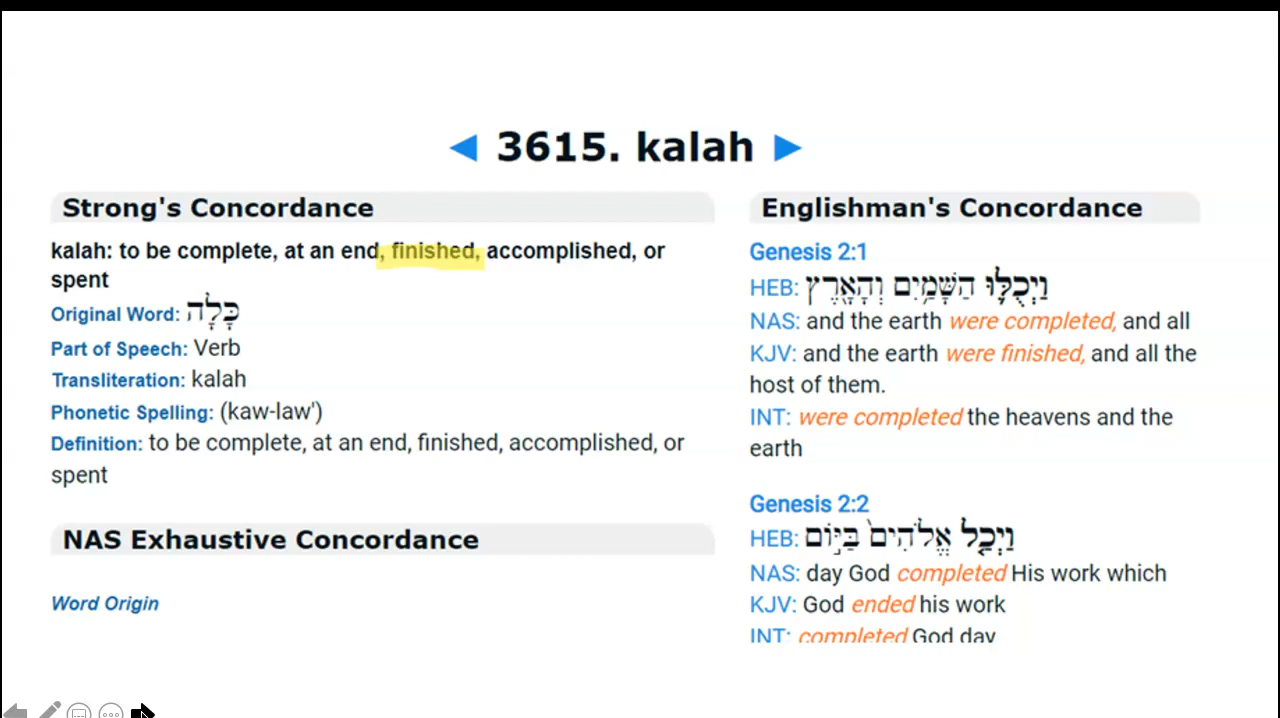 3615. kalah
Strong's Concordance
kalah: to be complete, at an end, finished, accomplished, or
spent
Original Word: כָּלָה
Part of Speech: Verb
Transliteration: kalah
Phonetic Spelling: (kaw-law')
Definition: to be complete, at an end, finished, accomplished, or
spent
NAS Exhaustive Concordance
Word Origin
Englishman's Concordance
Genesis 2:1
HEB: וַיְכֻלּ֛וּ הַשָּׁמַ֥יִם וְהָאָ֖רֶץ
NAS: and the earth were completed, and all
KJV: and the earth were finished, and all the
host of them.
INT: were completed the heavens and the
earth
Genesis 2:2
HEB: וַיְכַ֤ל אֱלֹהִים֙ בַּיּ֣וֹם
NAS: day God completed His work which
KJV: God ended his work
INT: completed God day